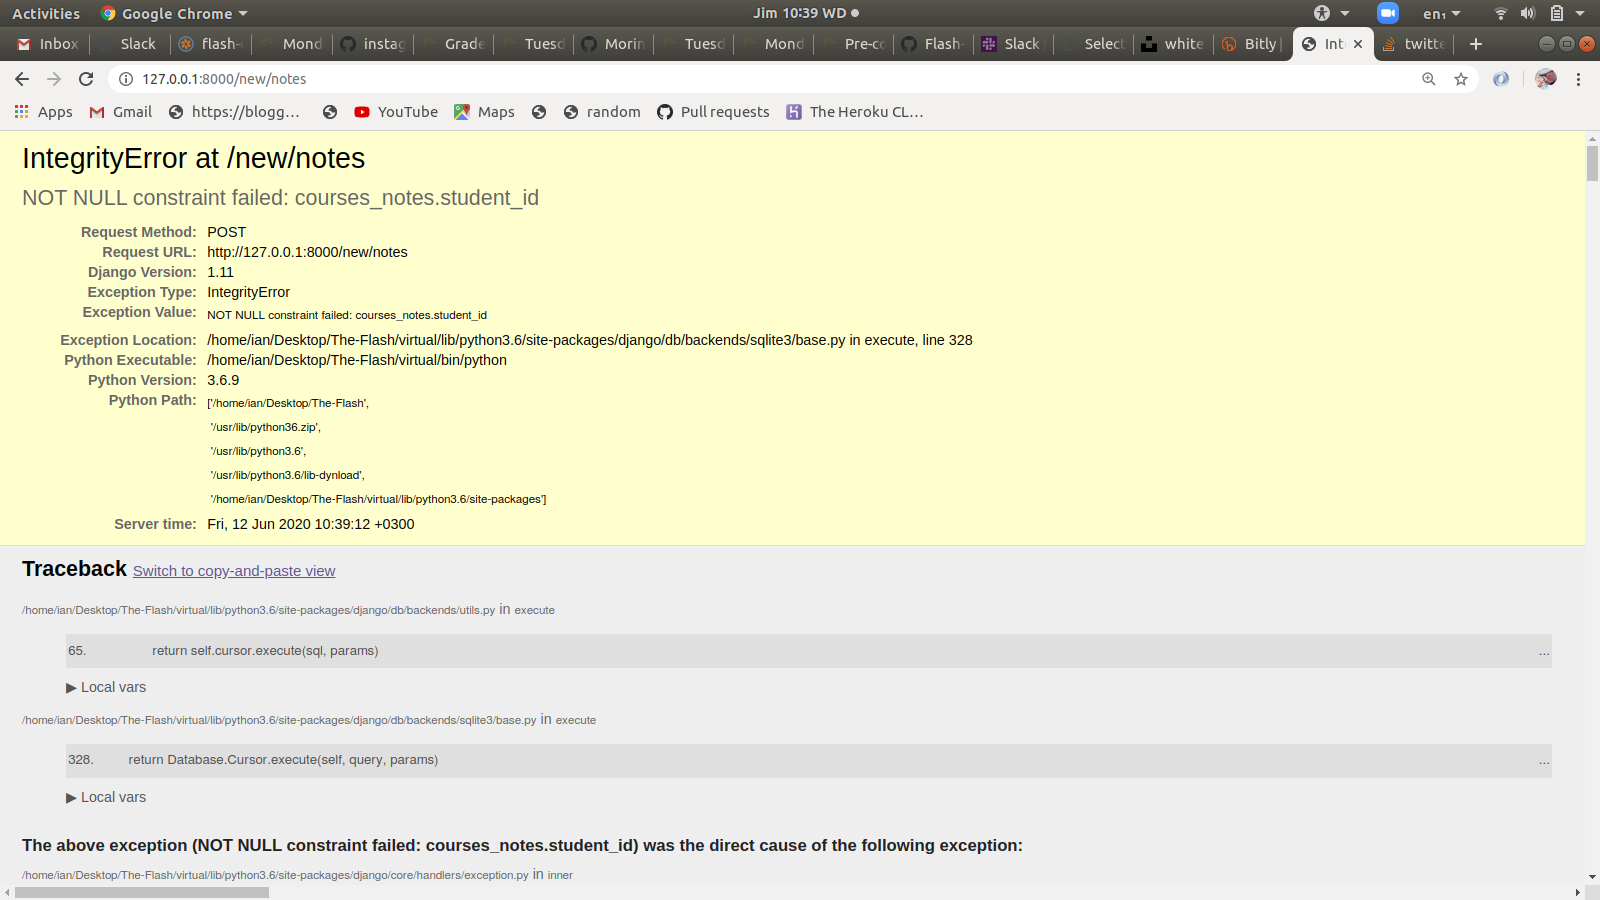 Activities Google Chrome Jim 10:39 WD en₁
Inbox Slack flash- Mond instag Grade Tuesd Morin Tuesd Mond Pre-co Flash- Slack Select white Bitly Int twitte
127.0.0.1:8000/new/notes
Apps Gmail https://blogg... YouTube Maps random Pull requests The Heroku CL...
IntegrityError at /new/notes
NOT NULL constraint failed: courses_notes.student_id
Request Method: POST
Request URL: http://127.0.0.1:8000/new/notes
Django Version: 1.11
Exception Type: IntegrityError
Exception Value: NOT NULL constraint failed: courses_notes.student_id
Exception Location: /home/ian/Desktop/The-Flash/virtual/lib/python3.6/site-packages/django/db/backends/sqlite3/base.py in execute, line 328
Python Executable: /home/ian/Desktop/The-Flash/virtual/bin/python
Python Version: 3.6.9
Python Path: ['/home/ian/Desktop/The-Flash',
'/usr/lib/python36.zip',
'/usr/lib/python3.6',
'/usr/lib/python3.6/lib-dynload',
'/home/ian/Desktop/The-Flash/virtual/lib/python3.6/site-packages']
Server time: Fri, 12 Jun 2020 10:39:12 +0300
Traceback Switch to copy-and-paste view
/home/ian/Desktop/The-Flash/virtual/lib/python3.6/site-packages/django/db/backends/utils.py in execute
65. return self.cursor.execute(sql, params) ...
▶ Local vars
/home/ian/Desktop/The-Flash/virtual/lib/python3.6/site-packages/django/db/backends/sqlite3/base.py in execute
328. return Database.Cursor.execute(self, query, params) ...
▶ Local vars
The above exception (NOT NULL constraint failed: courses_notes.student_id) was the direct cause of the following exception:
/home/ian/Desktop/The-Flash/virtual/lib/python3.6/site-packages/django/core/handlers/exception.py in inner